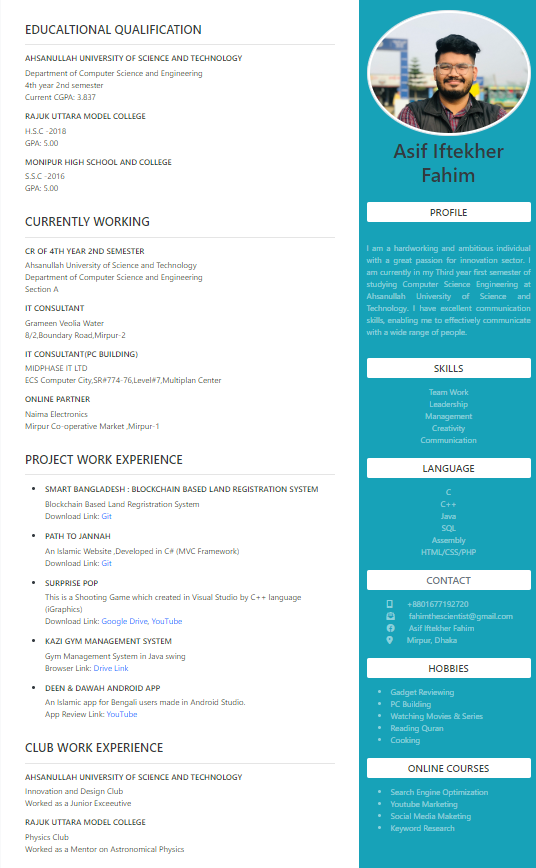 EDUCALTIONAL QUALIFICATION
AHSANULLAH UNIVERSITY OF SCIENCE AND TECHNOLOGY
Department of Computer Science and Engineering
4th year 2nd semester
Current CGPA: 3.837
RAJUK UTTARA MODEL COLLEGE
H.S.C -2018
GPA: 5.00
MONIPUR HIGH SCHOOL AND COLLEGE
S.S.C -2016
GPA: 5.00
CURRENTLY WORKING
CR OF 4TH YEAR 2ND SEMESTER
Ahsanullah University of Science and Technology
Department of Computer Science and Engineering
Section A
IT CONSULTANT
Grameen Veolia Water
8/2,Boundary Road,Mirpur-2
IT CONSULTANT(PC BUILDING)
MIDPHASE IT LTD
ECS Computer City,SR#774-76,Level#7,Multiplan Center
ONLINE PARTNER
Naima Electronics
Mirpur Co-operative Market ,Mirpur-1
PROJECT WORK EXPERIENCE
• SMART BANGLADESH : BLOCKCHAIN BASED LAND REGISTRATION SYSTEM
Blockchain Based Land Regristration System
Download Link: Git
• PATH TO JANNAH
An Islamic Website ,Developed in C# (MVC Framework)
Download Link: Git
• SURPRISE POP
This is a Shooting Game which created in Visual Studio by C++ language
(iGraphics)
Download Link: Google Drive, YouTube
• KAZI GYM MANAGEMENT SYSTEM
Gym Management System in Java swing
Browser Link: Drive Link
• DEEN & DAWAH ANDROID APP
An Islamic app for Bengali users made in Android Studio.
App Review Link: YouTube
CLUB WORK EXPERIENCE
AHSANULLAH UNIVERSITY OF SCIENCE AND TECHNOLOGY
Innovation and Design Club
Worked as a Junior Exceeutive
RAJUK UTTARA MODEL COLLEGE
Physics Club
Worked as a Mentor on Astronomical Physics
Asif Iftekher
Fahim
PROFILE
I am a hardworking and ambitious individual
with a great passion for innovation sector. I
am currently in my Third year first semester of
studying Computer Science Engineering at
Ahsanullah University of Science and
Technology. I have excellent communication
skills, enabling me to effectively communicate
with a wide range of people.
SKILLS
Team Work
Leadership
Management
Creativity
Communication
LANGUAGE
C
C++
Java
SQL
Assembly
HTML/CSS/PHP
CONTACT
+8801677192720
fahimthescientist@gmail.com
Asif Iftekher Fahim
Mirpur, Dhaka
HOBBIES
• Gadget Reviewing
• PC Building
• Watching Movies & Series
• Reading Quran
• Cooking
ONLINE COURSES
• Search Engine Optimization
• Youtube Marketing
• Social Media Maketing
• Keyword Research